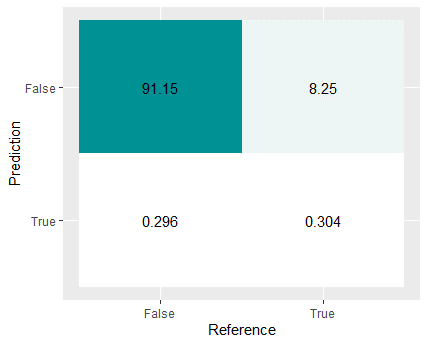 Prediction
False
91.15
8.25
True
0.296
0.304
False
True
Reference